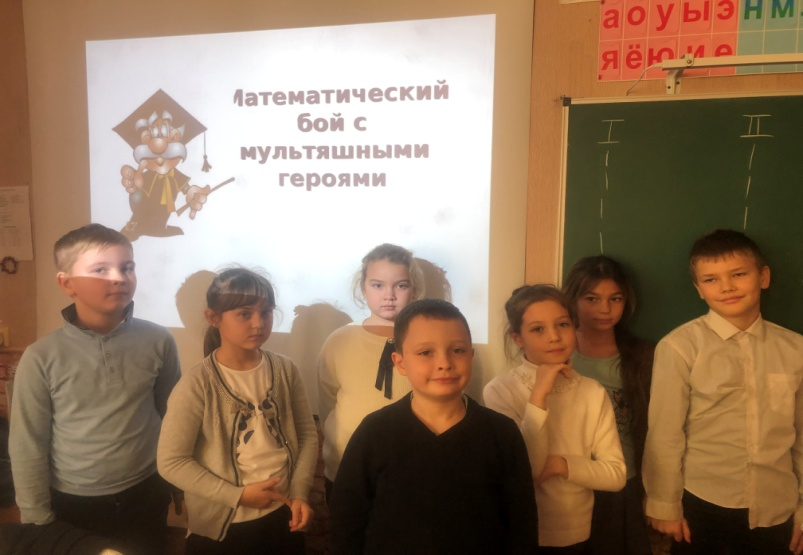 Математический
бой с
мультяшными
героями
а о у ы э н м
я ё ю и е
I II